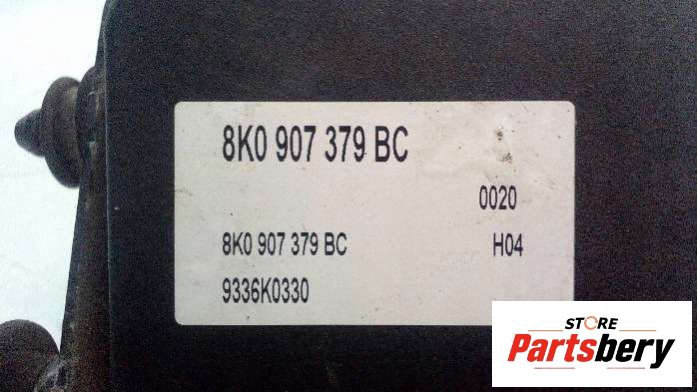 8K0 907 379 BC
0020
8K0 907 379 BC H04
9336K0330
STORE
Partsbery